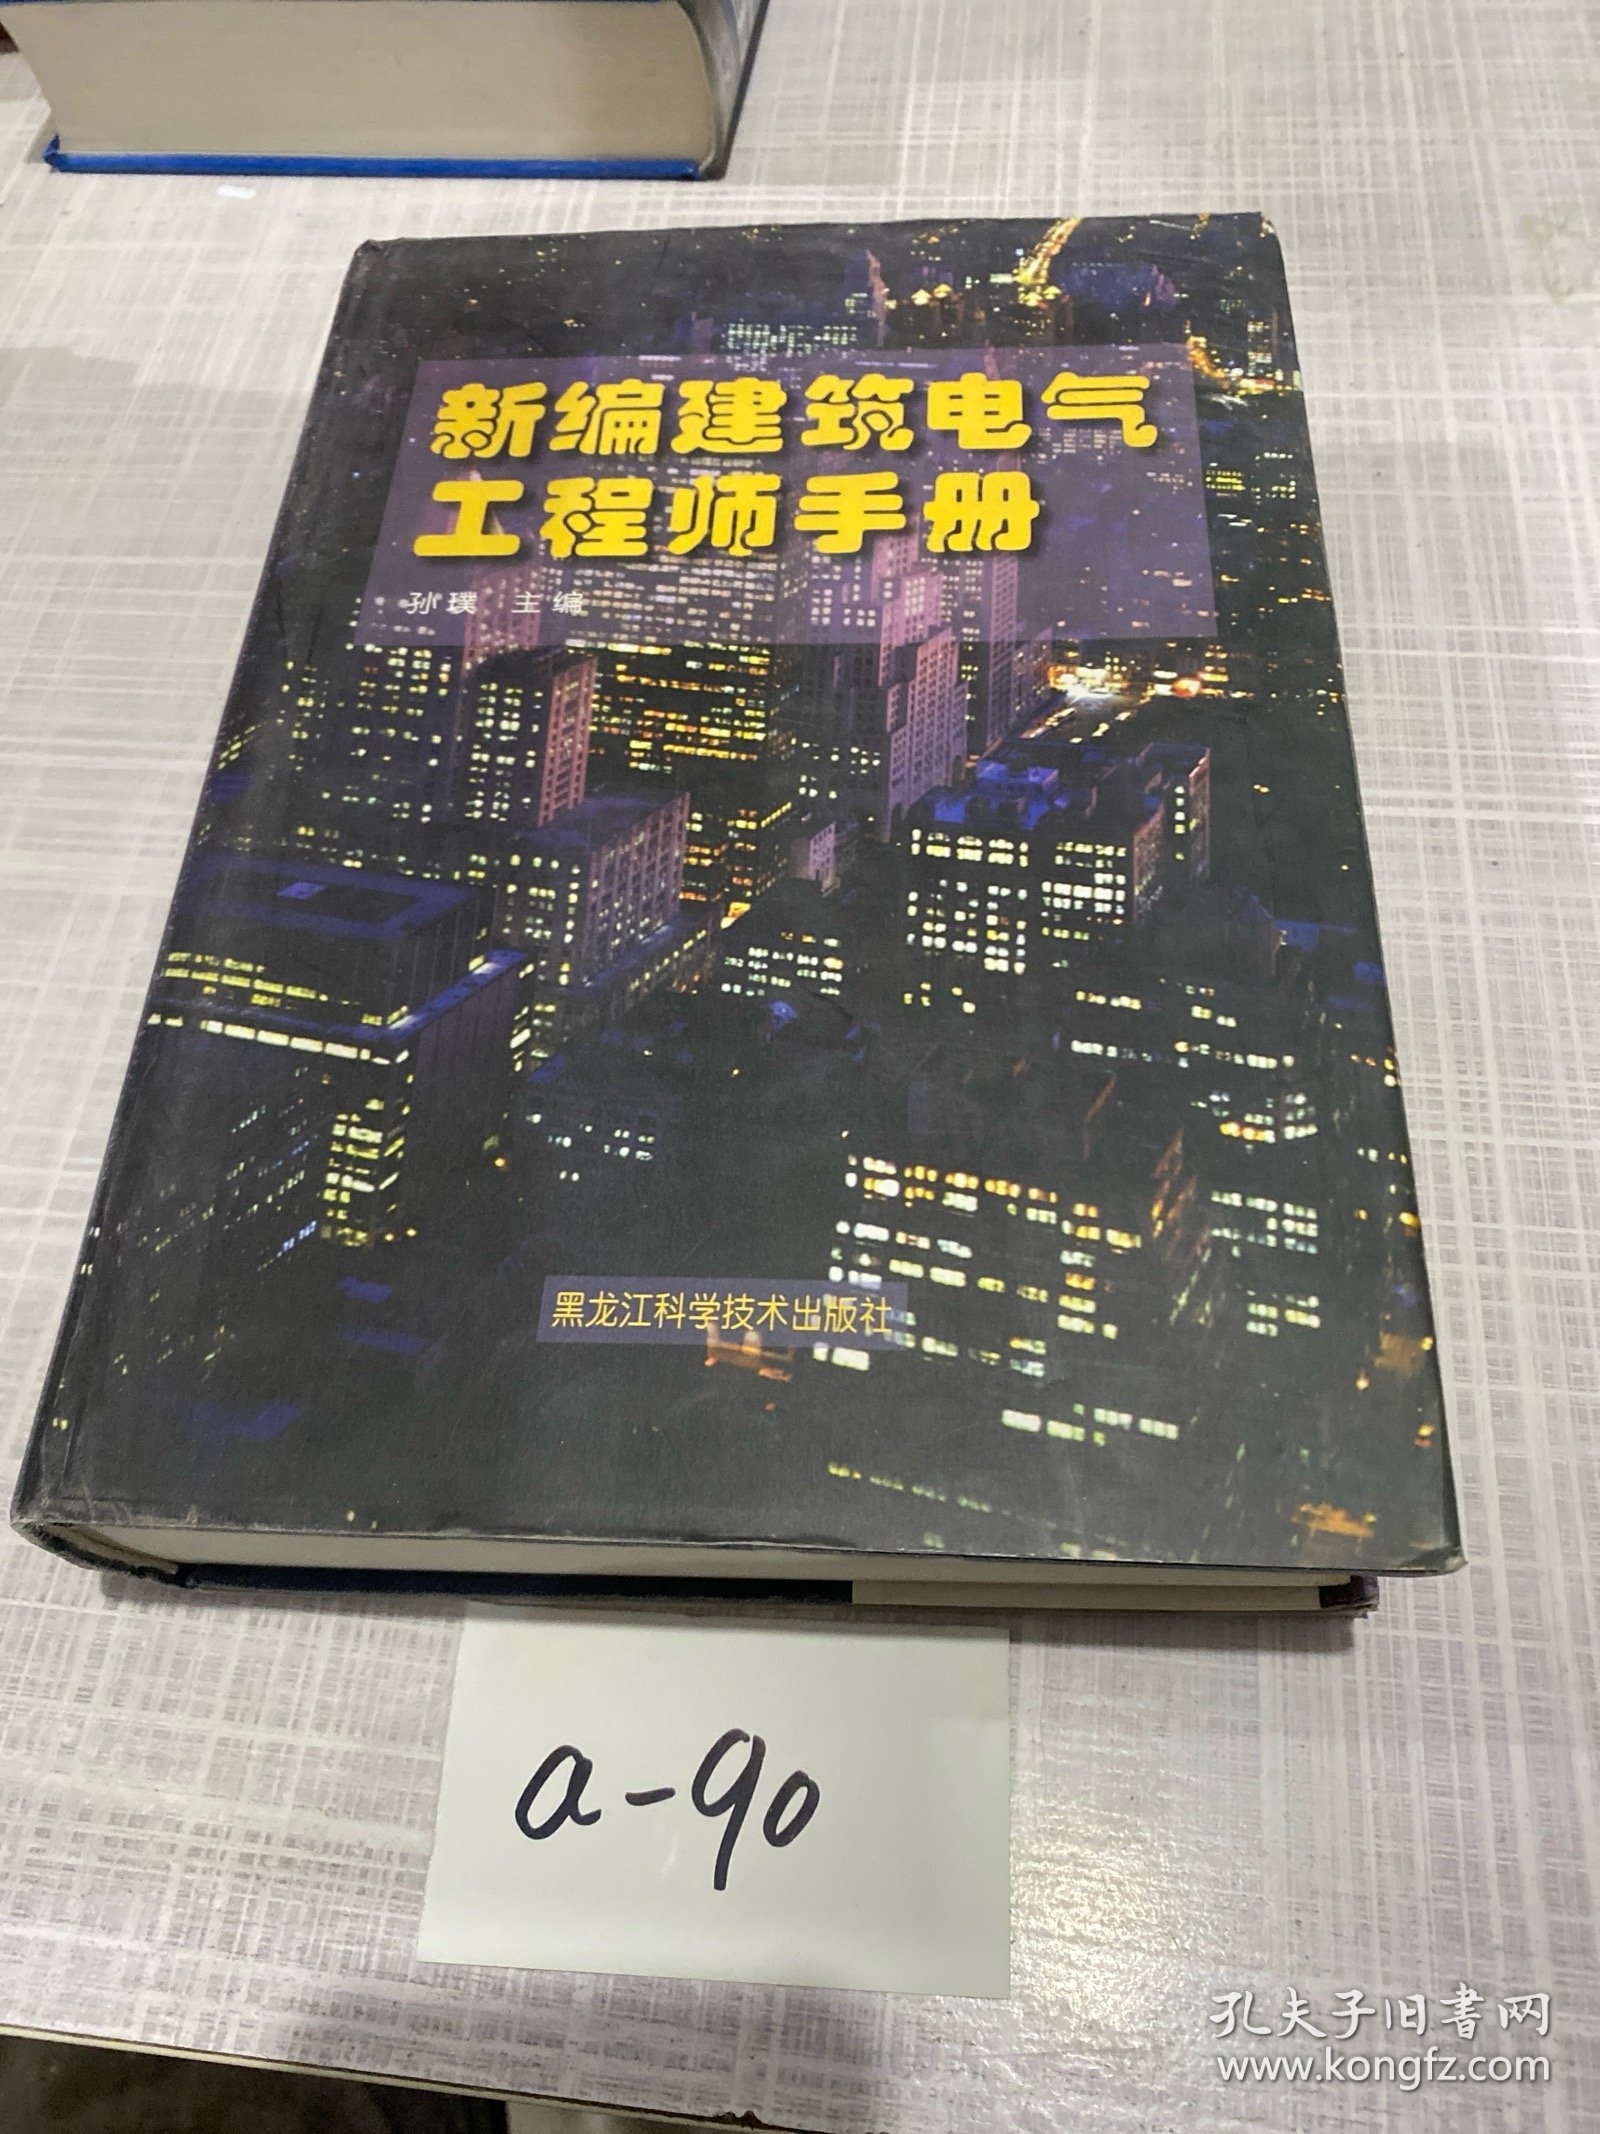 新编建筑电气
工程师手册
孙璞 主编
黑龙江科学技术出版社
a-90
孔夫子旧书网
www.kongfz.com